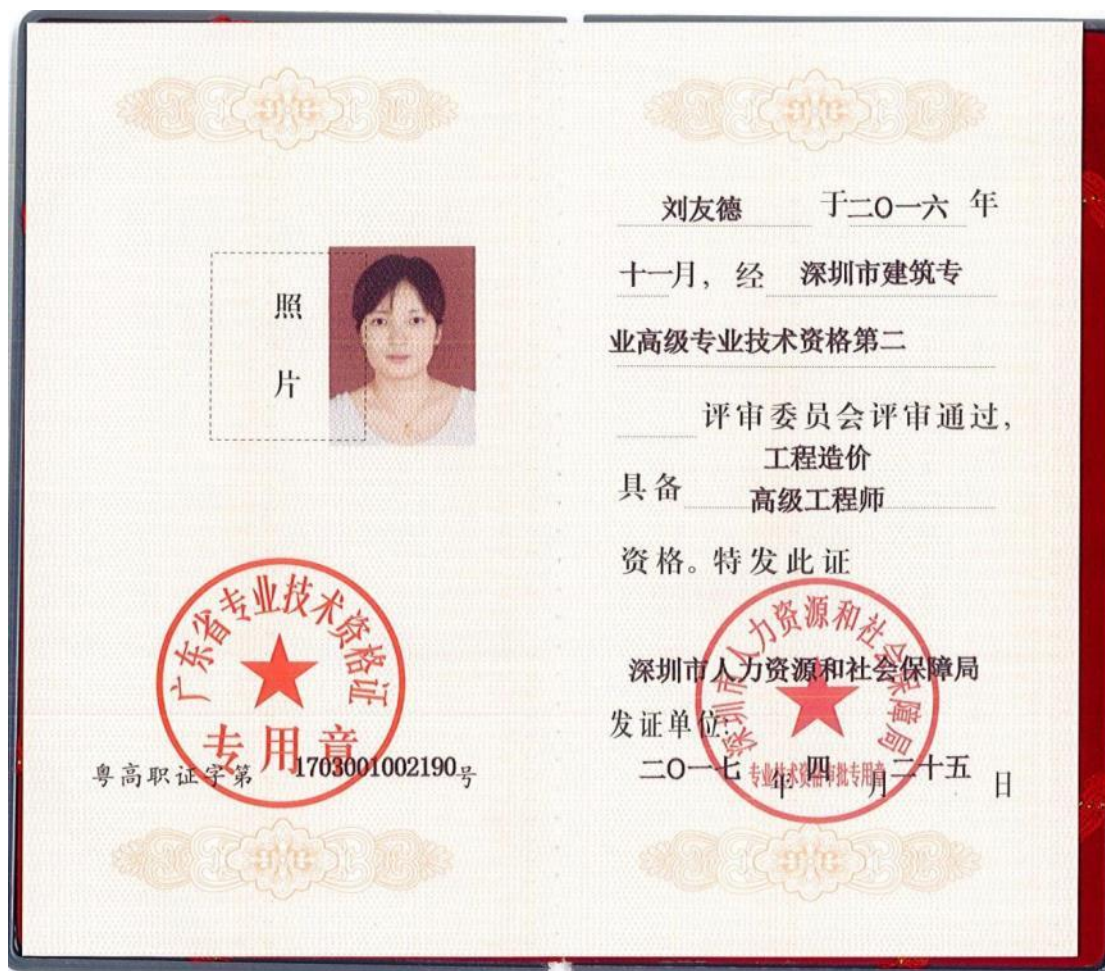 照
片
广东省专业技术资格证
专用章
粤高职证字第 1703001002190号
刘友德 于二O一六 年
十一月，经 深圳市建筑专
业高级专业技术资格第二
评审委员会评审通过，
工程造价
具备 高级工程师
资格。特发此证
深圳市人力资源和社会保障局
深圳市人力资源和社会保障局
发证单位：
二O一七 年 四 月 二十五 日
专业技术资格审批专用章